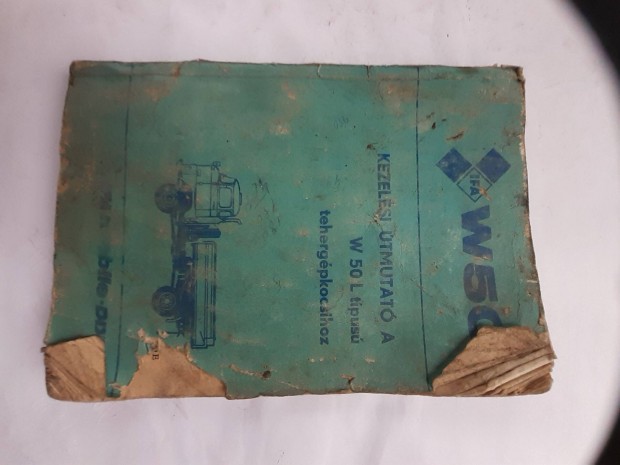 IFA
W50
KEZELÉSI ÚTMUTATÓ A
W 50 L típusú
tehergépkocsihoz